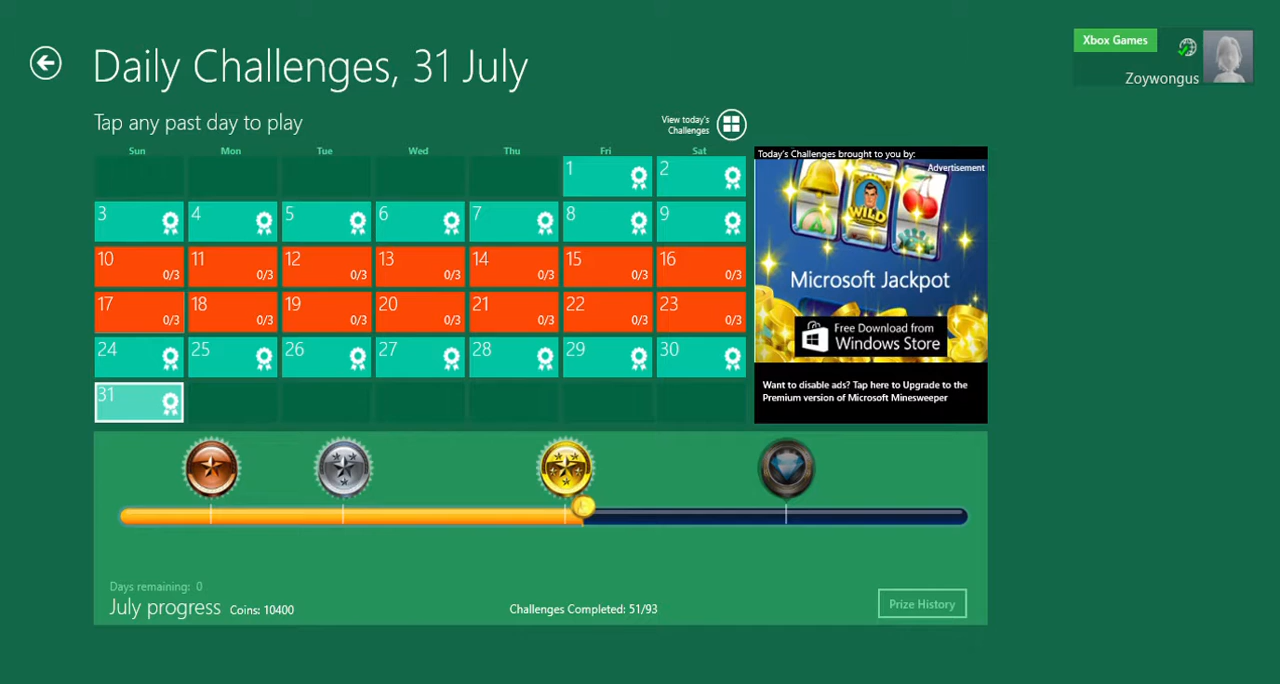 Daily Challenges, 31 July
Xbox Games
Zoywongus
Tap any past day to play
View today's
Challenges
Sun Mon Tue Wed Thu Fri Sat
1 2
3 4 5 6 7 8 9
10 0/3 11 0/3 12 0/3 13 0/3 14 0/3 15 0/3 16 0/3
17 0/3 18 0/3 19 0/3 20 0/3 21 0/3 22 0/3 23 0/3
24 25 26 27 28 29 30
31
Today's Challenges brought to you by:
Advertisement
WILD
Microsoft Jackpot
Free Download from
Windows Store
Want to disable ads? Tap here to Upgrade to the
Premium version of Microsoft Minesweeper
Days remaining: 0
July progress Coins: 10400
Challenges Completed: 51/93
Prize History